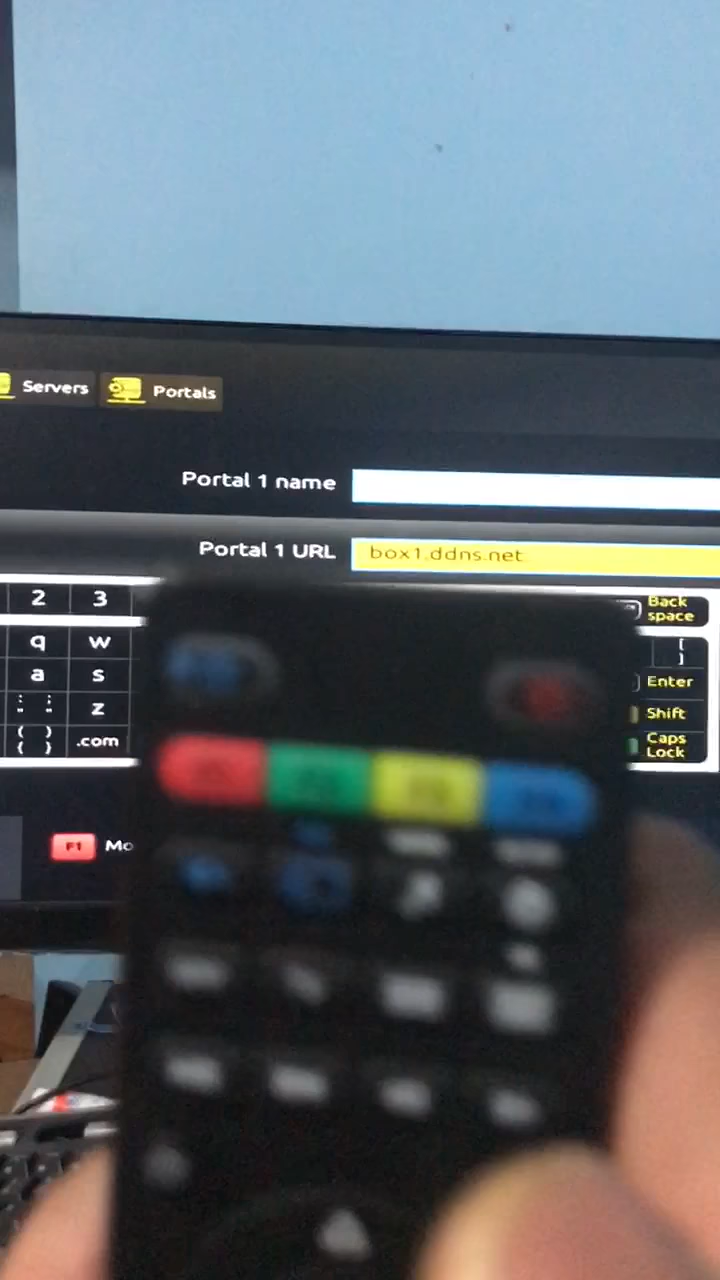 Servers Portals
Portal 1 name
Portal 1 URL box1.ddns.net
2 3 Back space
q w [ ]
a s Enter
: ; " ' z Shift
( ) { } .com Caps Lock
F1 Mo